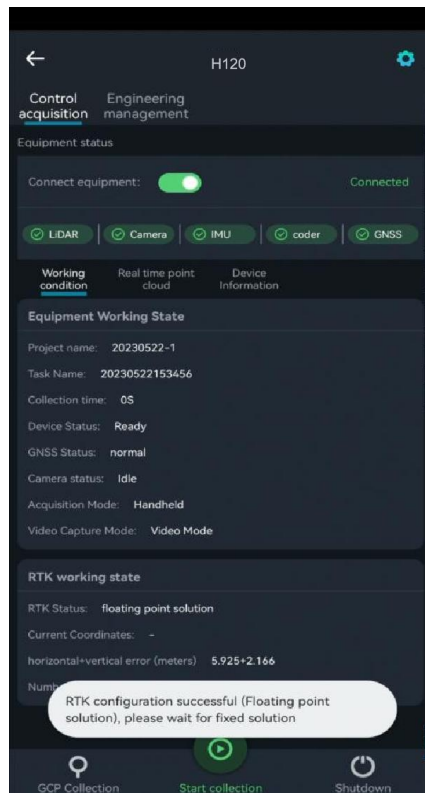 H120
Control acquisition
Engineering management
Equipment status
Connect equipment:
Connected
LiDAR
Camera
IMU
coder
GNSS
Working condition
Real time point cloud
Device Information
Equipment Working State
Project name: 20230522-1
Task Name: 20230522153456
Collection time: 0S
Device Status: Ready
GNSS Status: normal
Camera status: Idle
Acquisition Mode: Handheld
Video Capture Mode: Video Mode
RTK working state
RTK Status: floating point solution
Current Coordinates: -
horizontal+vertical error (meters) 5.925+2.166
RTK configuration successful (Floating point
solution), please wait for fixed solution
GCP Collection
Start collection
Shutdown